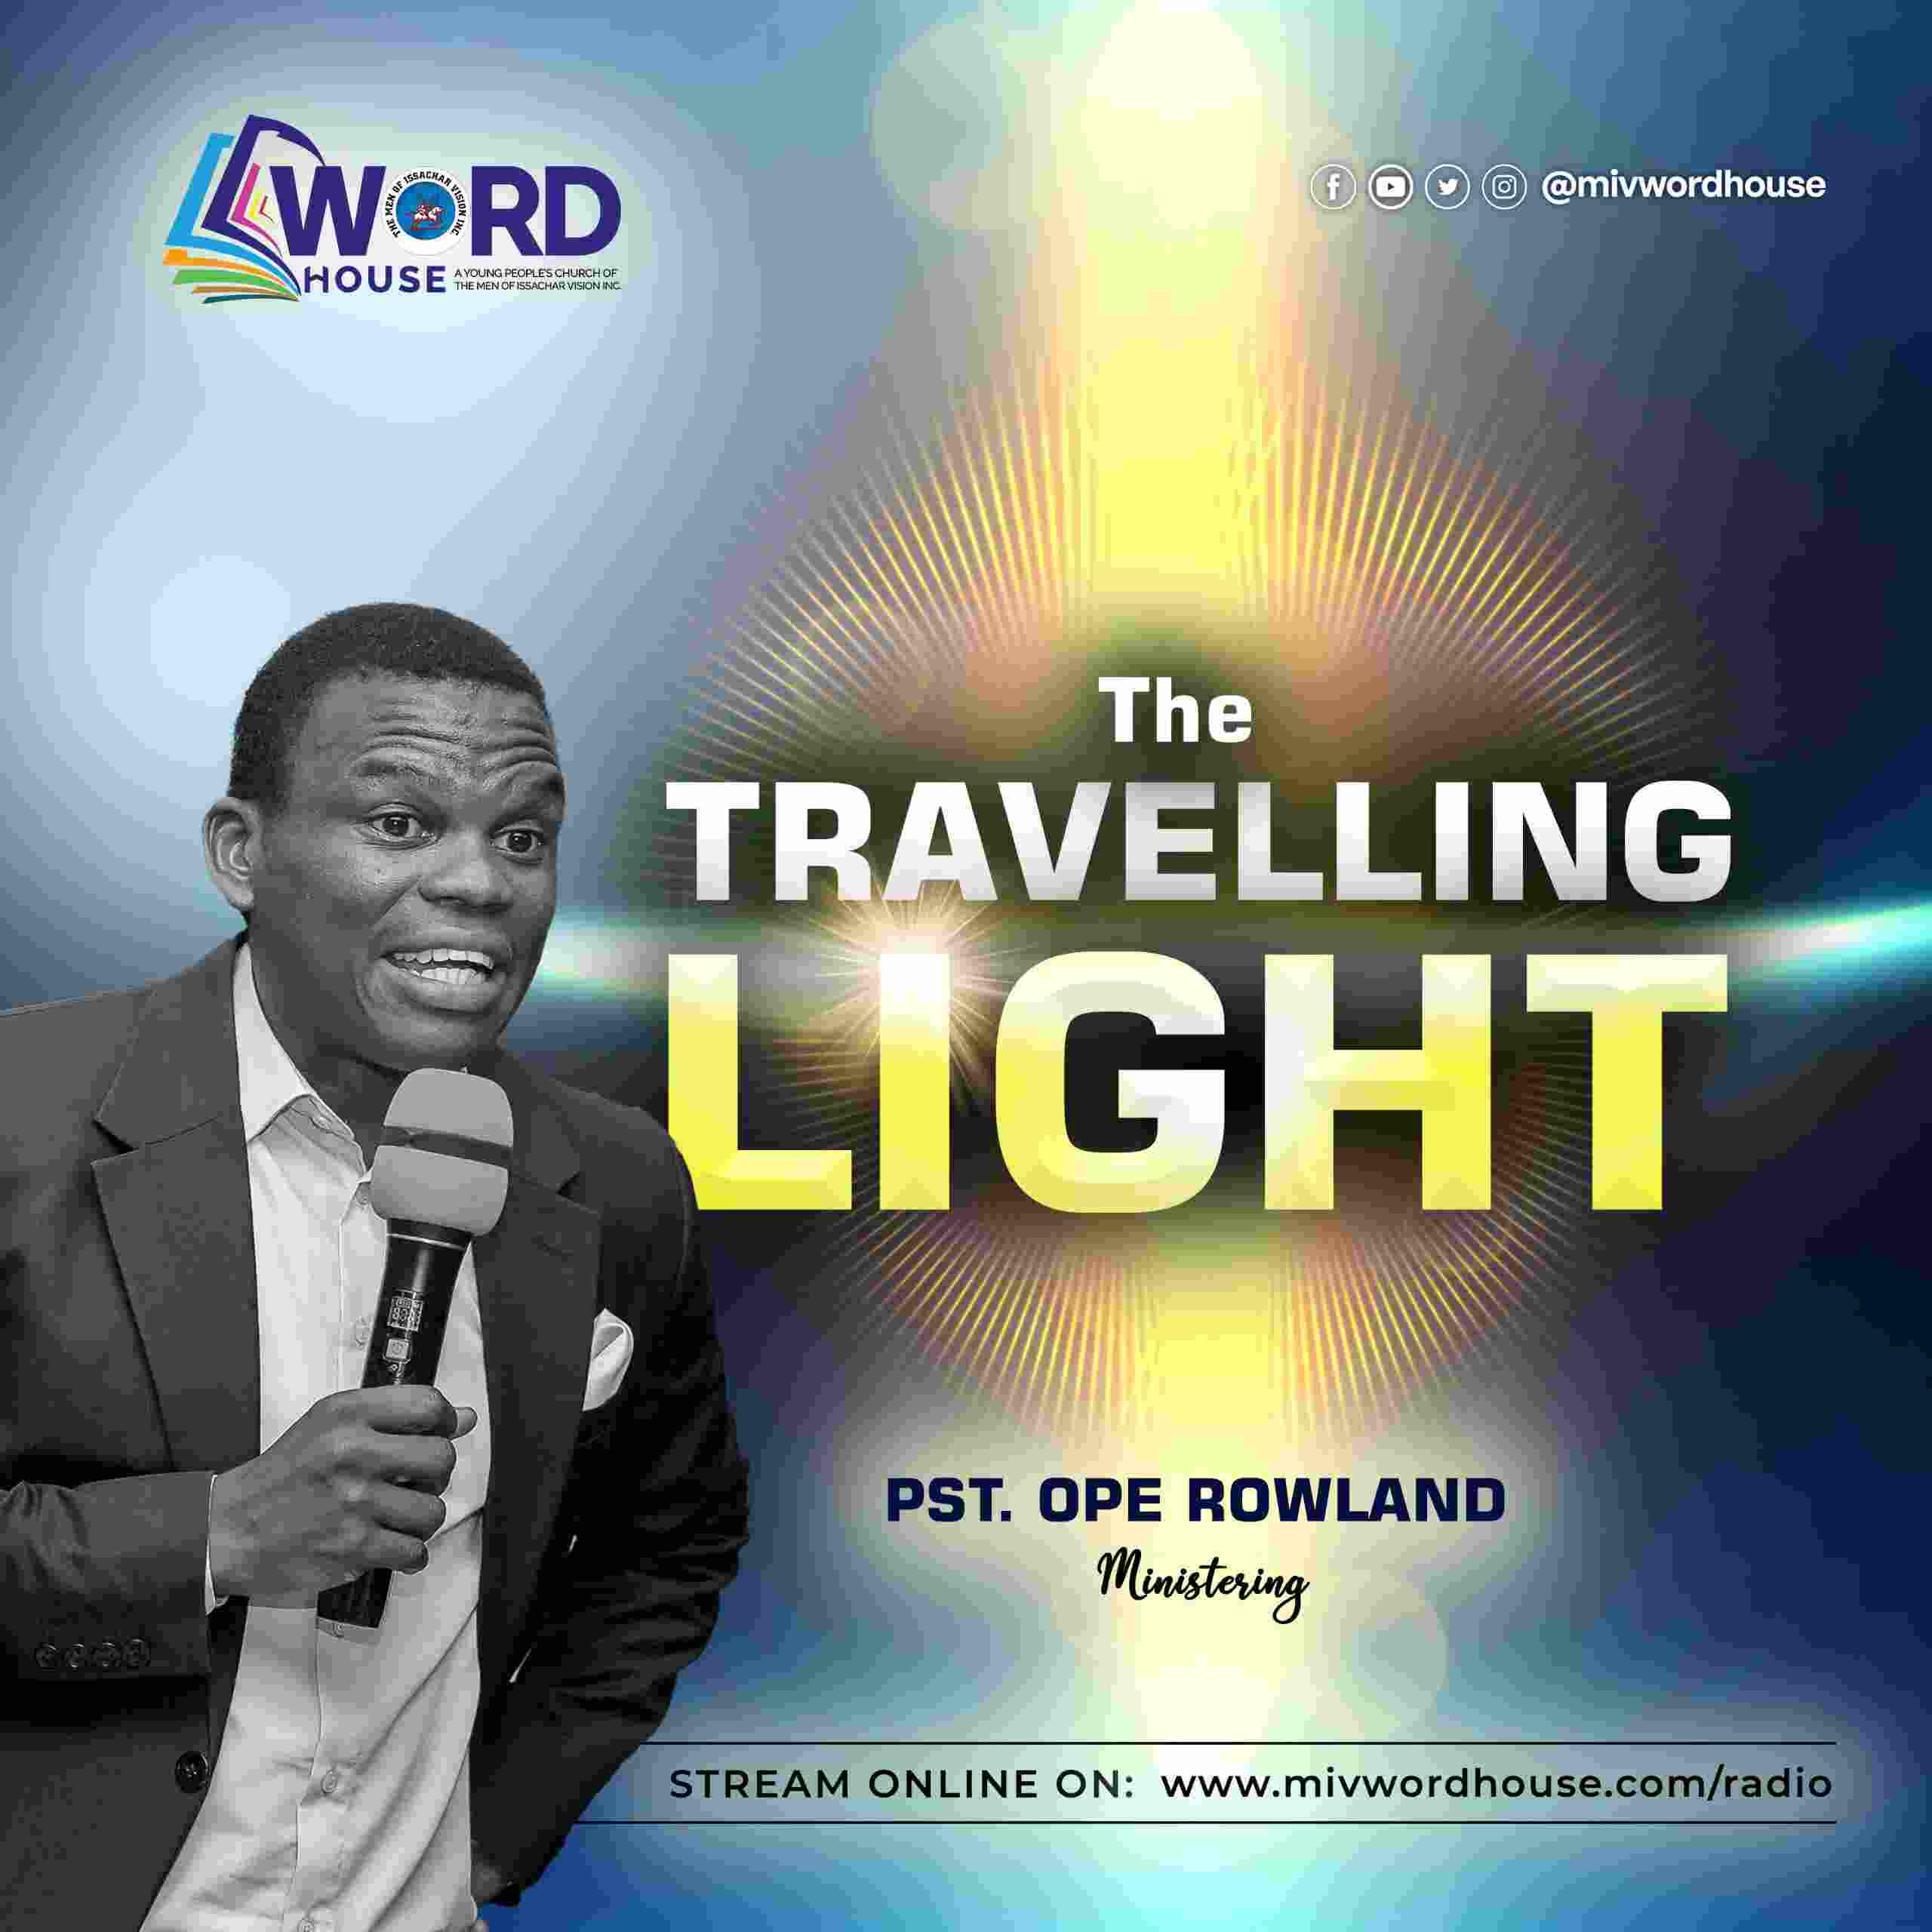 WORD
THE MEN OF ISSACHAR VISION INC
HOUSE
A YOUNG PEOPLE'S CHURCH OF
THE MEN OF ISSACHAR VISION INC.
@mivwordhouse
The
TRAVELLING
LIGHT
PST. OPE ROWLAND
Ministering
STREAM ONLINE ON: www.mivwordhouse.com/radio